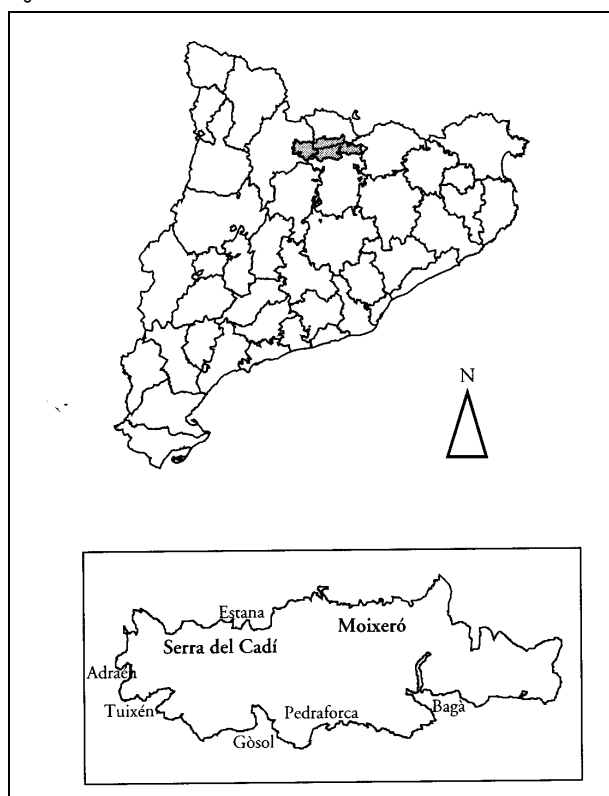 N
Estana
Moixeró
Serra del Cadí
Adraén
Tuixén
Pedraforca
Bagà
Gòsol